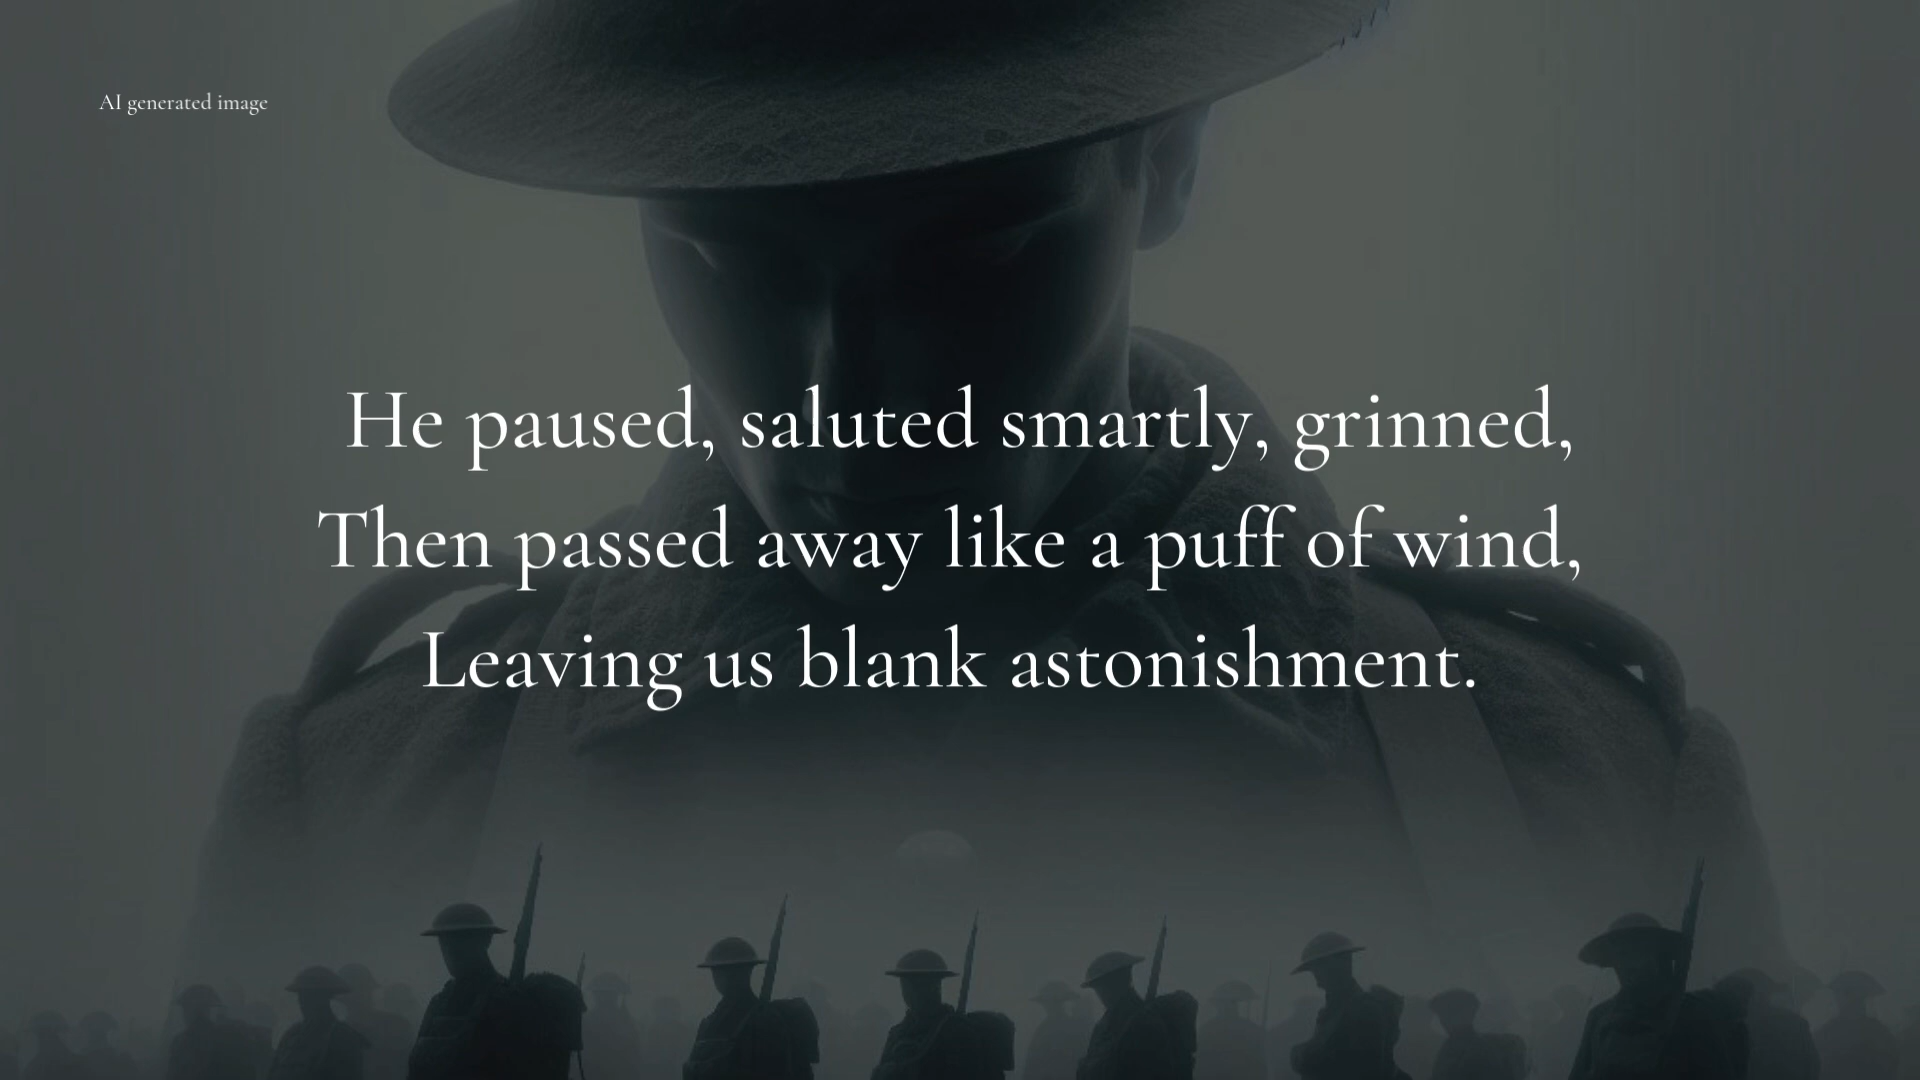 AI generated image
He paused, saluted smartly, grinned,
Then passed away like a puff of wind,
Leaving us blank astonishment.